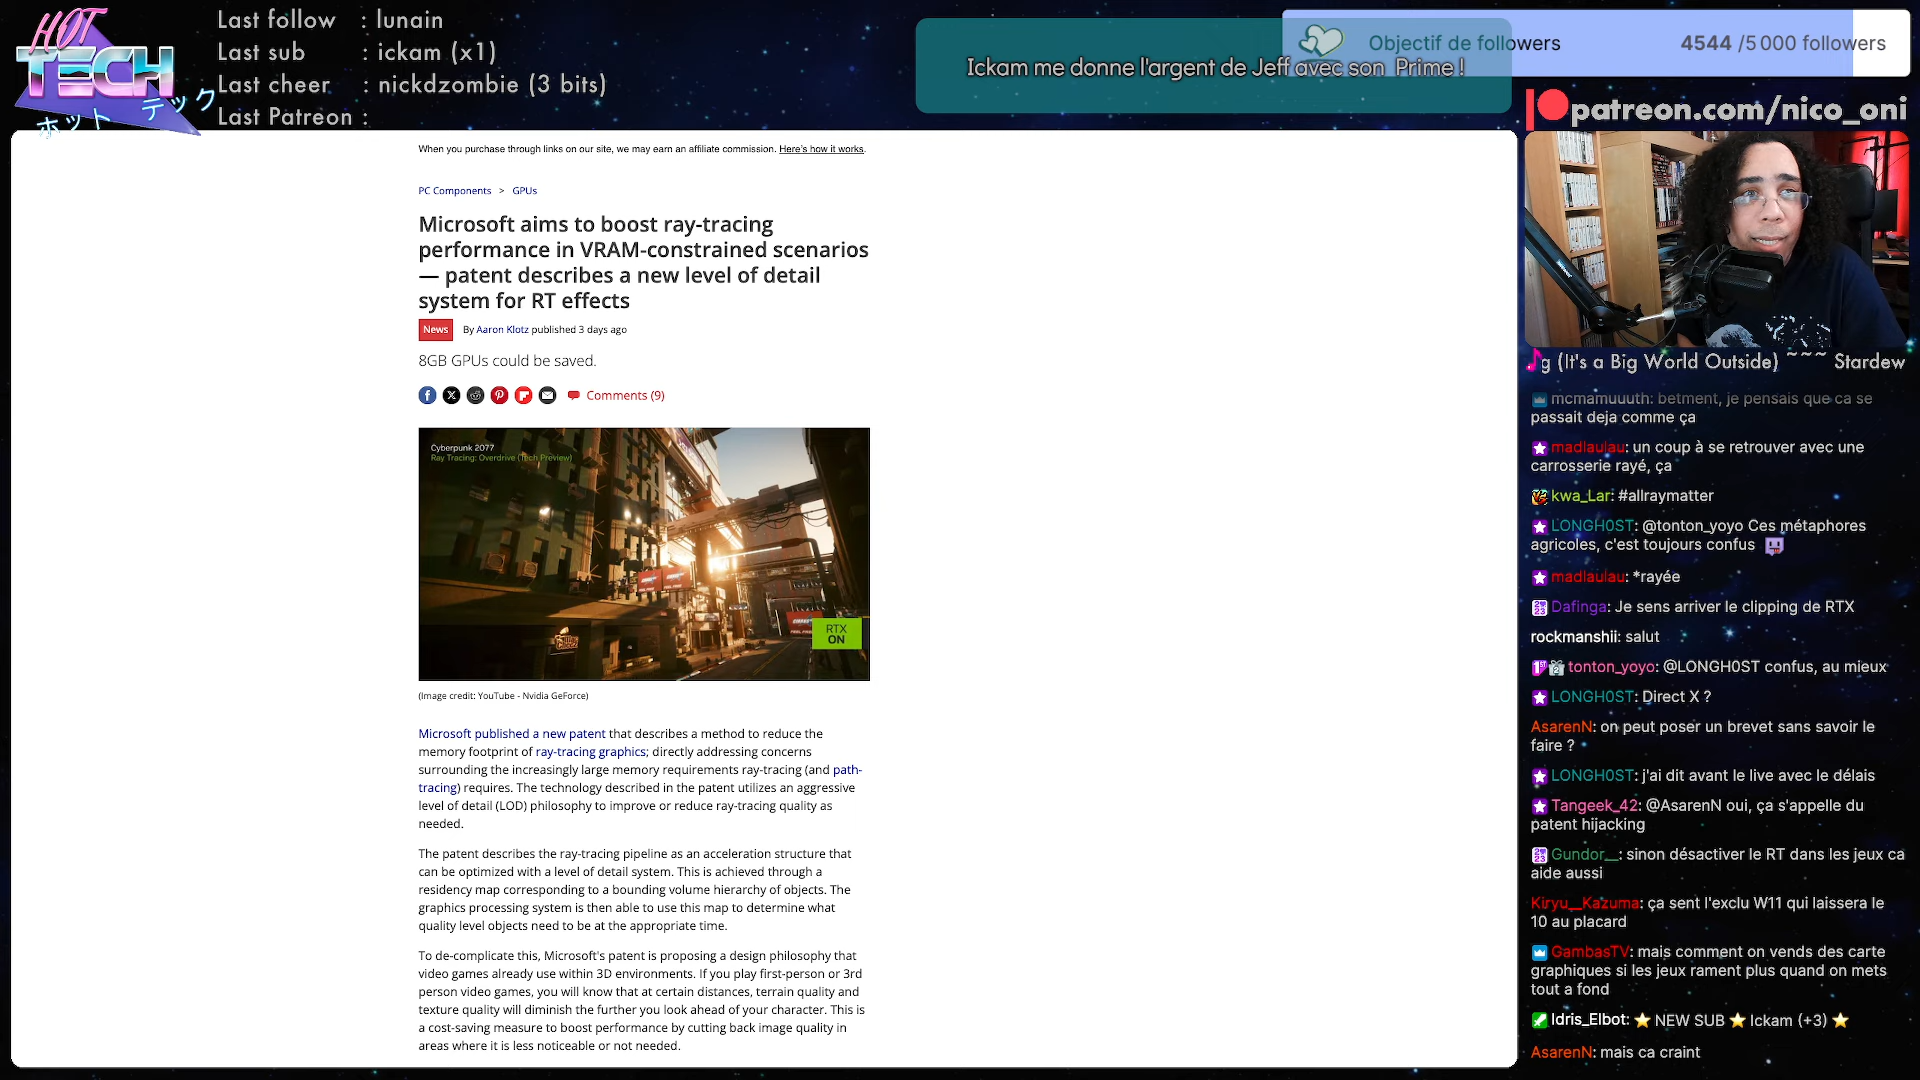 HOT
TECH
ホット テック
Last follow : lunain
Last sub : ickam (x1)
Last cheer : nickdzombie (3 bits)
Last Patreon :
Ickam me donne l'argent de Jeff avec son Prime !
Objectif de followers
4544 /5 000 followers
patreon.com/nico_oni
When you purchase through links on our site, we may earn an affiliate commission. Here's how it works.
PC Components > GPUs
Microsoft aims to boost ray-tracing
performance in VRAM-constrained scenarios
— patent describes a new level of detail
system for RT effects
News By Aaron Klotz published 3 days ago
8GB GPUs could be saved.
Comments (9)
Cyberpunk 2077
Ray Tracing: Overdrive (Tech Preview)
RTX
ON
(Image credit: YouTube - Nvidia GeForce)
Microsoft published a new patent that describes a method to reduce the
memory footprint of ray-tracing graphics; directly addressing concerns
surrounding the increasingly large memory requirements ray-tracing (and path-
tracing) requires. The technology described in the patent utilizes an aggressive
level of detail (LOD) philosophy to improve or reduce ray-tracing quality as
needed.
The patent describes the ray-tracing pipeline as an acceleration structure that
can be optimized with a level of detail system. This is achieved through a
residency map corresponding to a bounding volume hierarchy of objects. The
graphics processing system is then able to use this map to determine what
quality level objects need to be at the appropriate time.
To de-complicate this, Microsoft's patent is proposing a design philosophy that
video games already use within 3D environments. If you play first-person or 3rd
person video games, you will know that at certain distances, terrain quality and
texture quality will diminish the further you look ahead of your character. This is
a cost-saving measure to boost performance by cutting back image quality in
areas where it is less noticeable or not needed.
g (It's a Big World Outside) ~~~ Stardew
mcmamuuuth: betment, je pensais que ca se
passait deja comme ça
madlaulau: un coup à se retrouver avec une
carrosserie rayé, ça
kwa_Lar: #allraymatter
LONGH0ST: @tonton_yoyo Ces métaphores
agricoles, c'est toujours confus
madlaulau: *rayée
Dafinga: Je sens arriver le clipping de RTX
rockmanshii: salut
tonton_yoyo: @LONGH0ST confus, au mieux
LONGH0ST: Direct X ?
AsarenN: on peut poser un brevet sans savoir le
faire ?
LONGH0ST: j'ai dit avant le live avec le délais
Tangeek_42: @AsarenN oui, ça s'appelle du
patent hijacking
Gundor__: sinon désactiver le RT dans les jeux ca
aide aussi
Kiryu__Kazuma: ça sent l'exclu W11 qui laissera le
10 au placard
GambasTV: mais comment on vends des carte
graphiques si les jeux rament plus quand on mets
tout a fond
Idris_Elbot: ⭐ NEW SUB ⭐ Ickam (+3) ⭐
AsarenN: mais ca craint